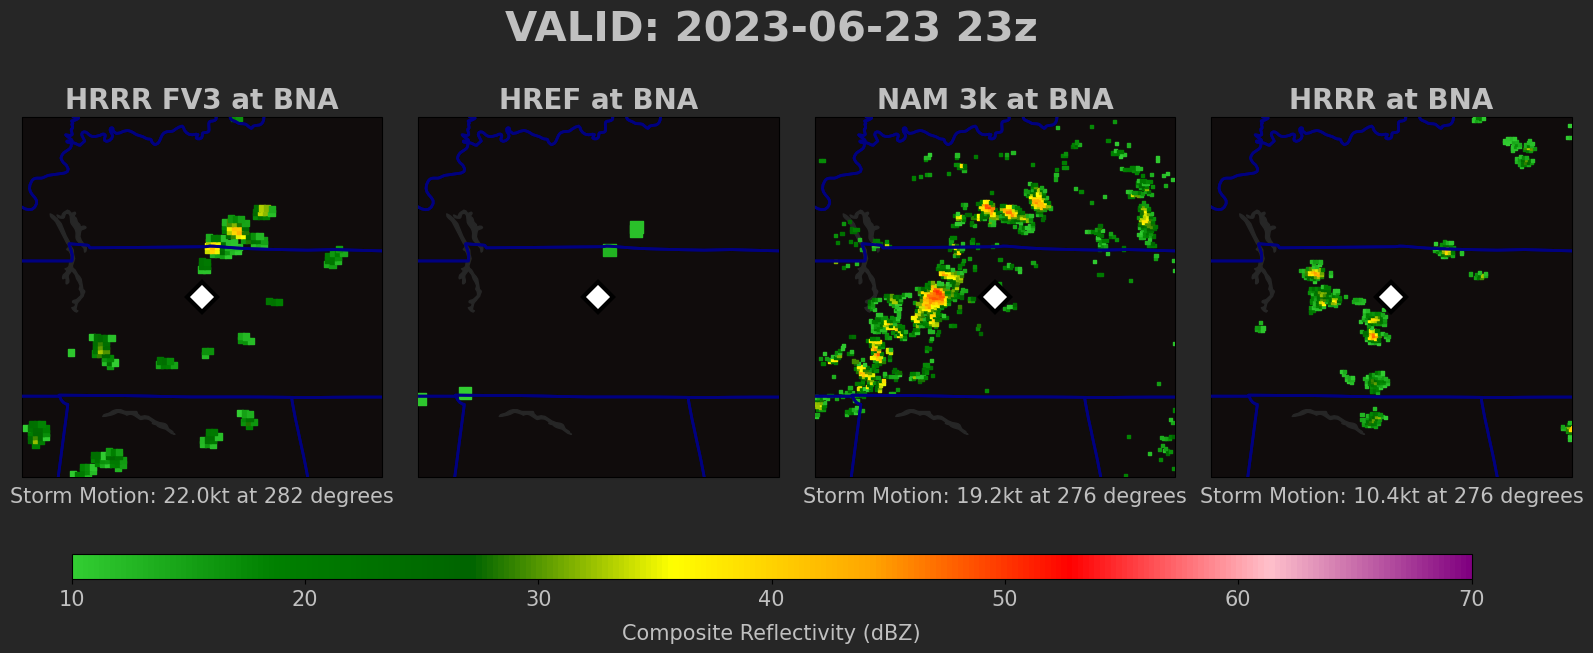 VALID: 2023-06-23 23z
HRRR FV3 at BNA
HREF at BNA
NAM 3k at BNA
HRRR at BNA
Storm Motion: 22.0kt at 282 degrees
Storm Motion: 19.2kt at 276 degrees
Storm Motion: 10.4kt at 276 degrees
10 20 30 40 50 60 70
Composite Reflectivity (dBZ)